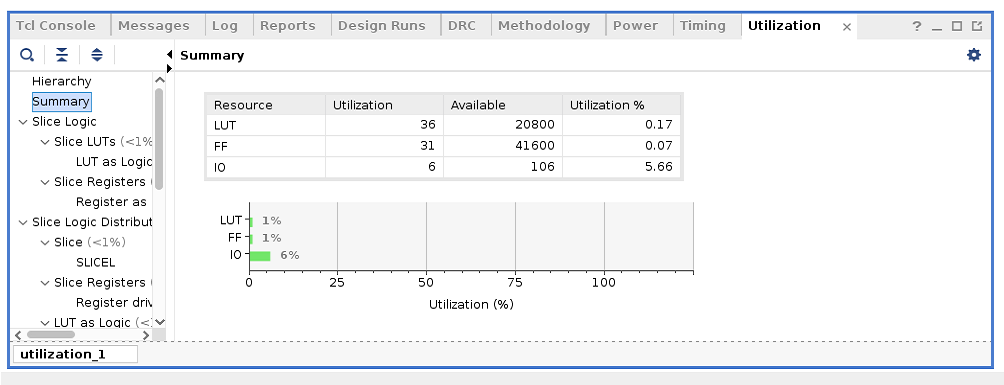 Tcl Console Messages Log Reports Design Runs DRC Methodology Power Timing Utilization × ? _
Summary
Hierarchy
Summary
Slice Logic
Slice LUTs (<1%
LUT as Logic
Slice Registers (
Register as
Slice Logic Distribut
Slice (<1%)
SLICEL
Slice Registers (
Register driv
LUT as Logic (<1
Resource Utilization Available Utilization %
LUT 36 20800 0.17
FF 31 41600 0.07
IO 6 106 5.66
LUT 1%
FF 1%
IO 6%
0 25 50 75 100
Utilization (%)
utilization_1